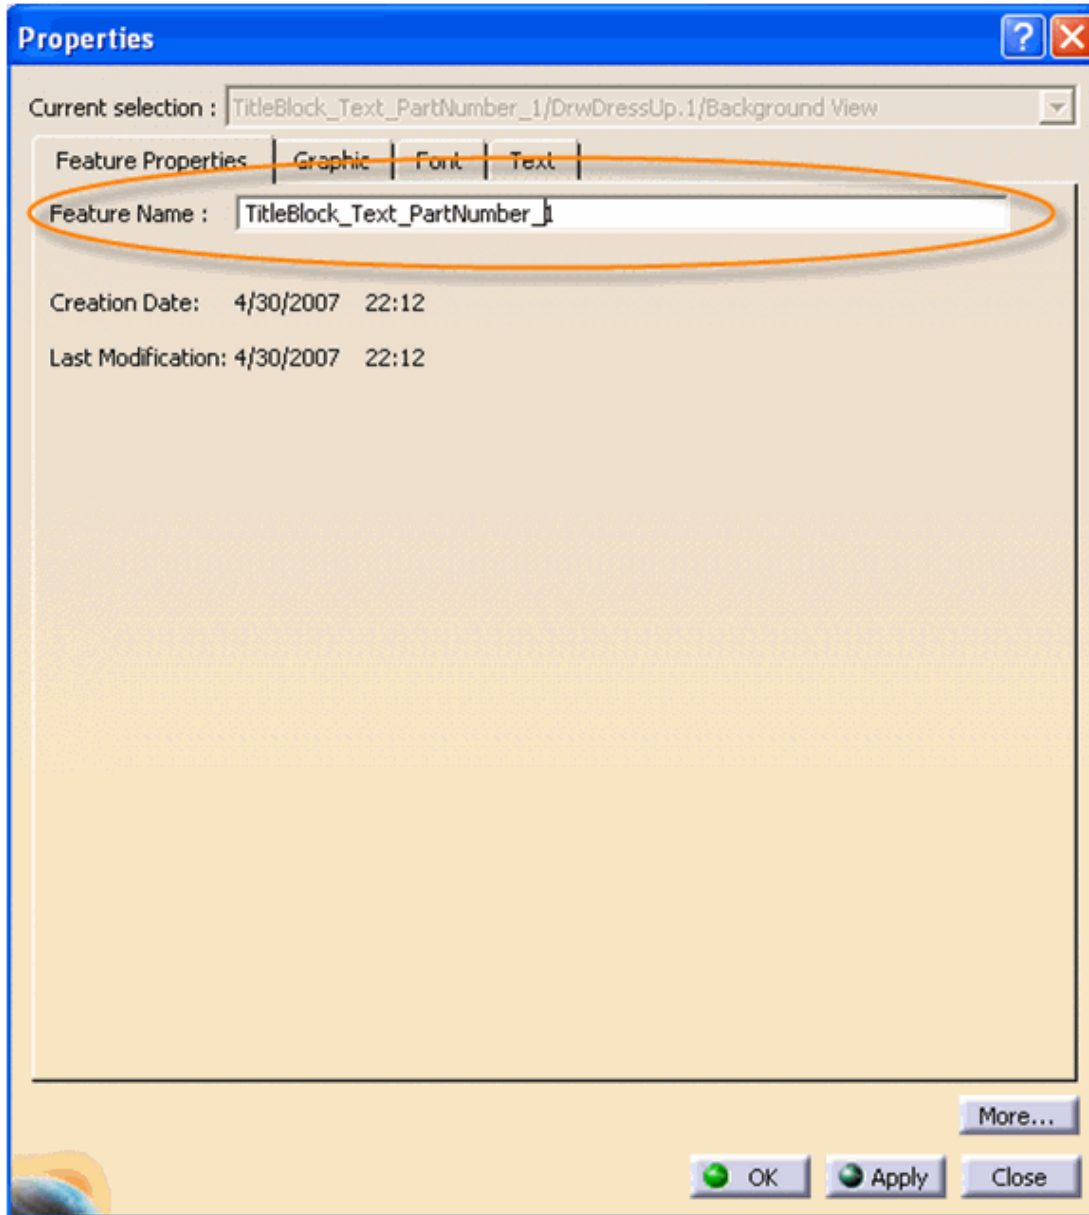 Properties
Current selection : TitleBlock_Text_PartNumber_1/DrwDressUp.1/Background View
Feature Properties Graphic Font Text
Feature Name : TitleBlock_Text_PartNumber_1
Creation Date: 4/30/2007 22:12
Last Modification: 4/30/2007 22:12
More...
OK Apply Close